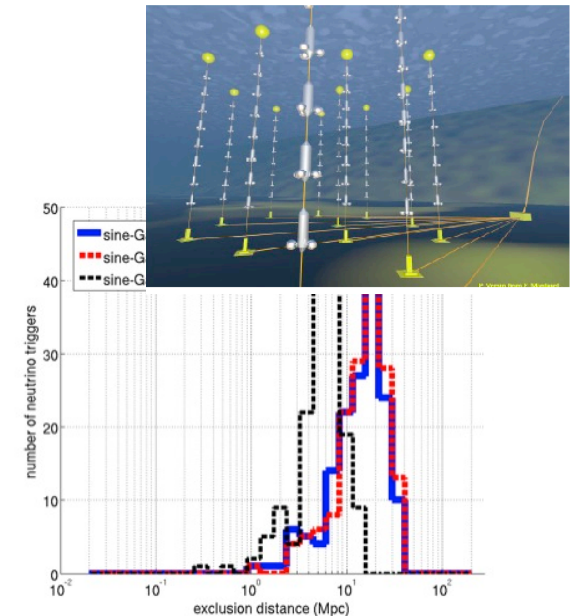 50
sine-G
sine-G
sine-G
40
30
20
10
0
number of neutrino triggers
10^-2
10^-1
10^0
10^1
10^2
exclusion distance (Mpc)